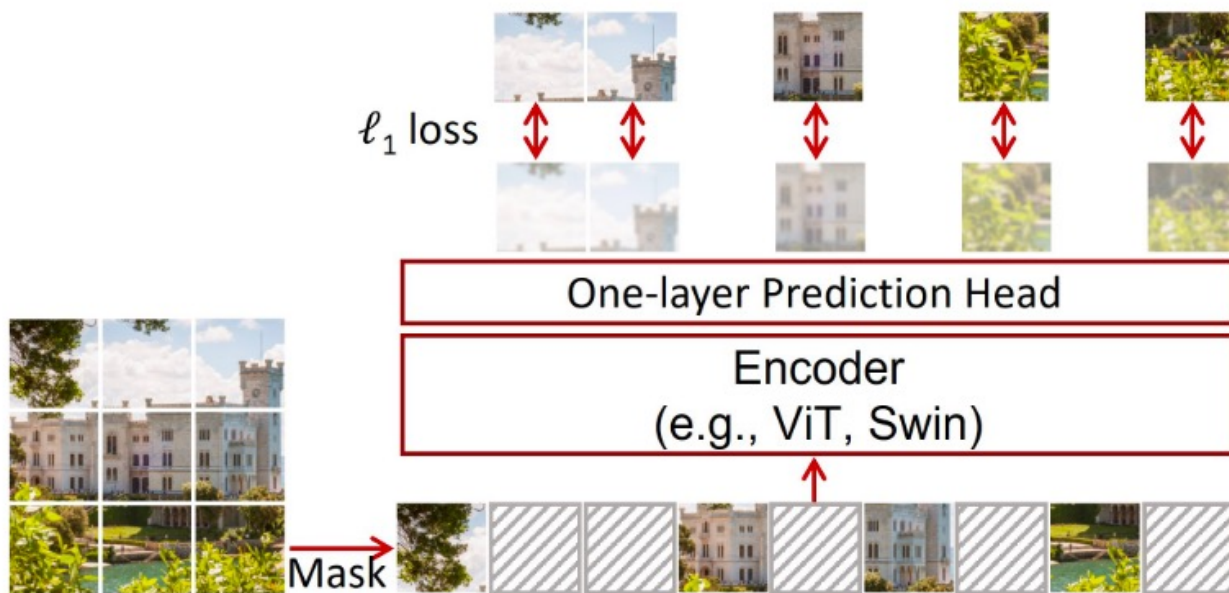 ℓ₁ loss
One-layer Prediction Head
Encoder
(e.g., ViT, Swin)
Mask